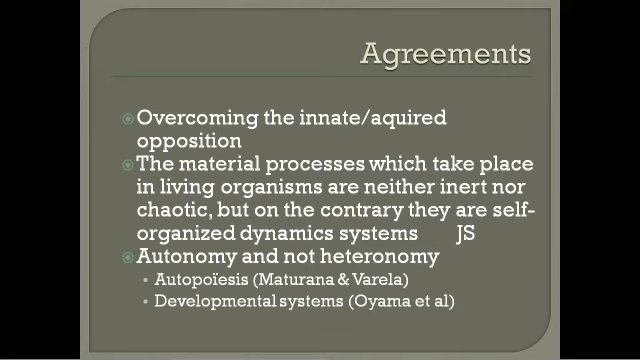 Agreements
Overcoming the innate/aquired
opposition
The material processes which take place
in living organisms are neither inert nor
chaotic, but on the contrary they are self-
organized dynamics systems JS
Autonomy and not heteronomy
Autopoïesis (Maturana & Varela)
Developmental systems (Oyama et al)